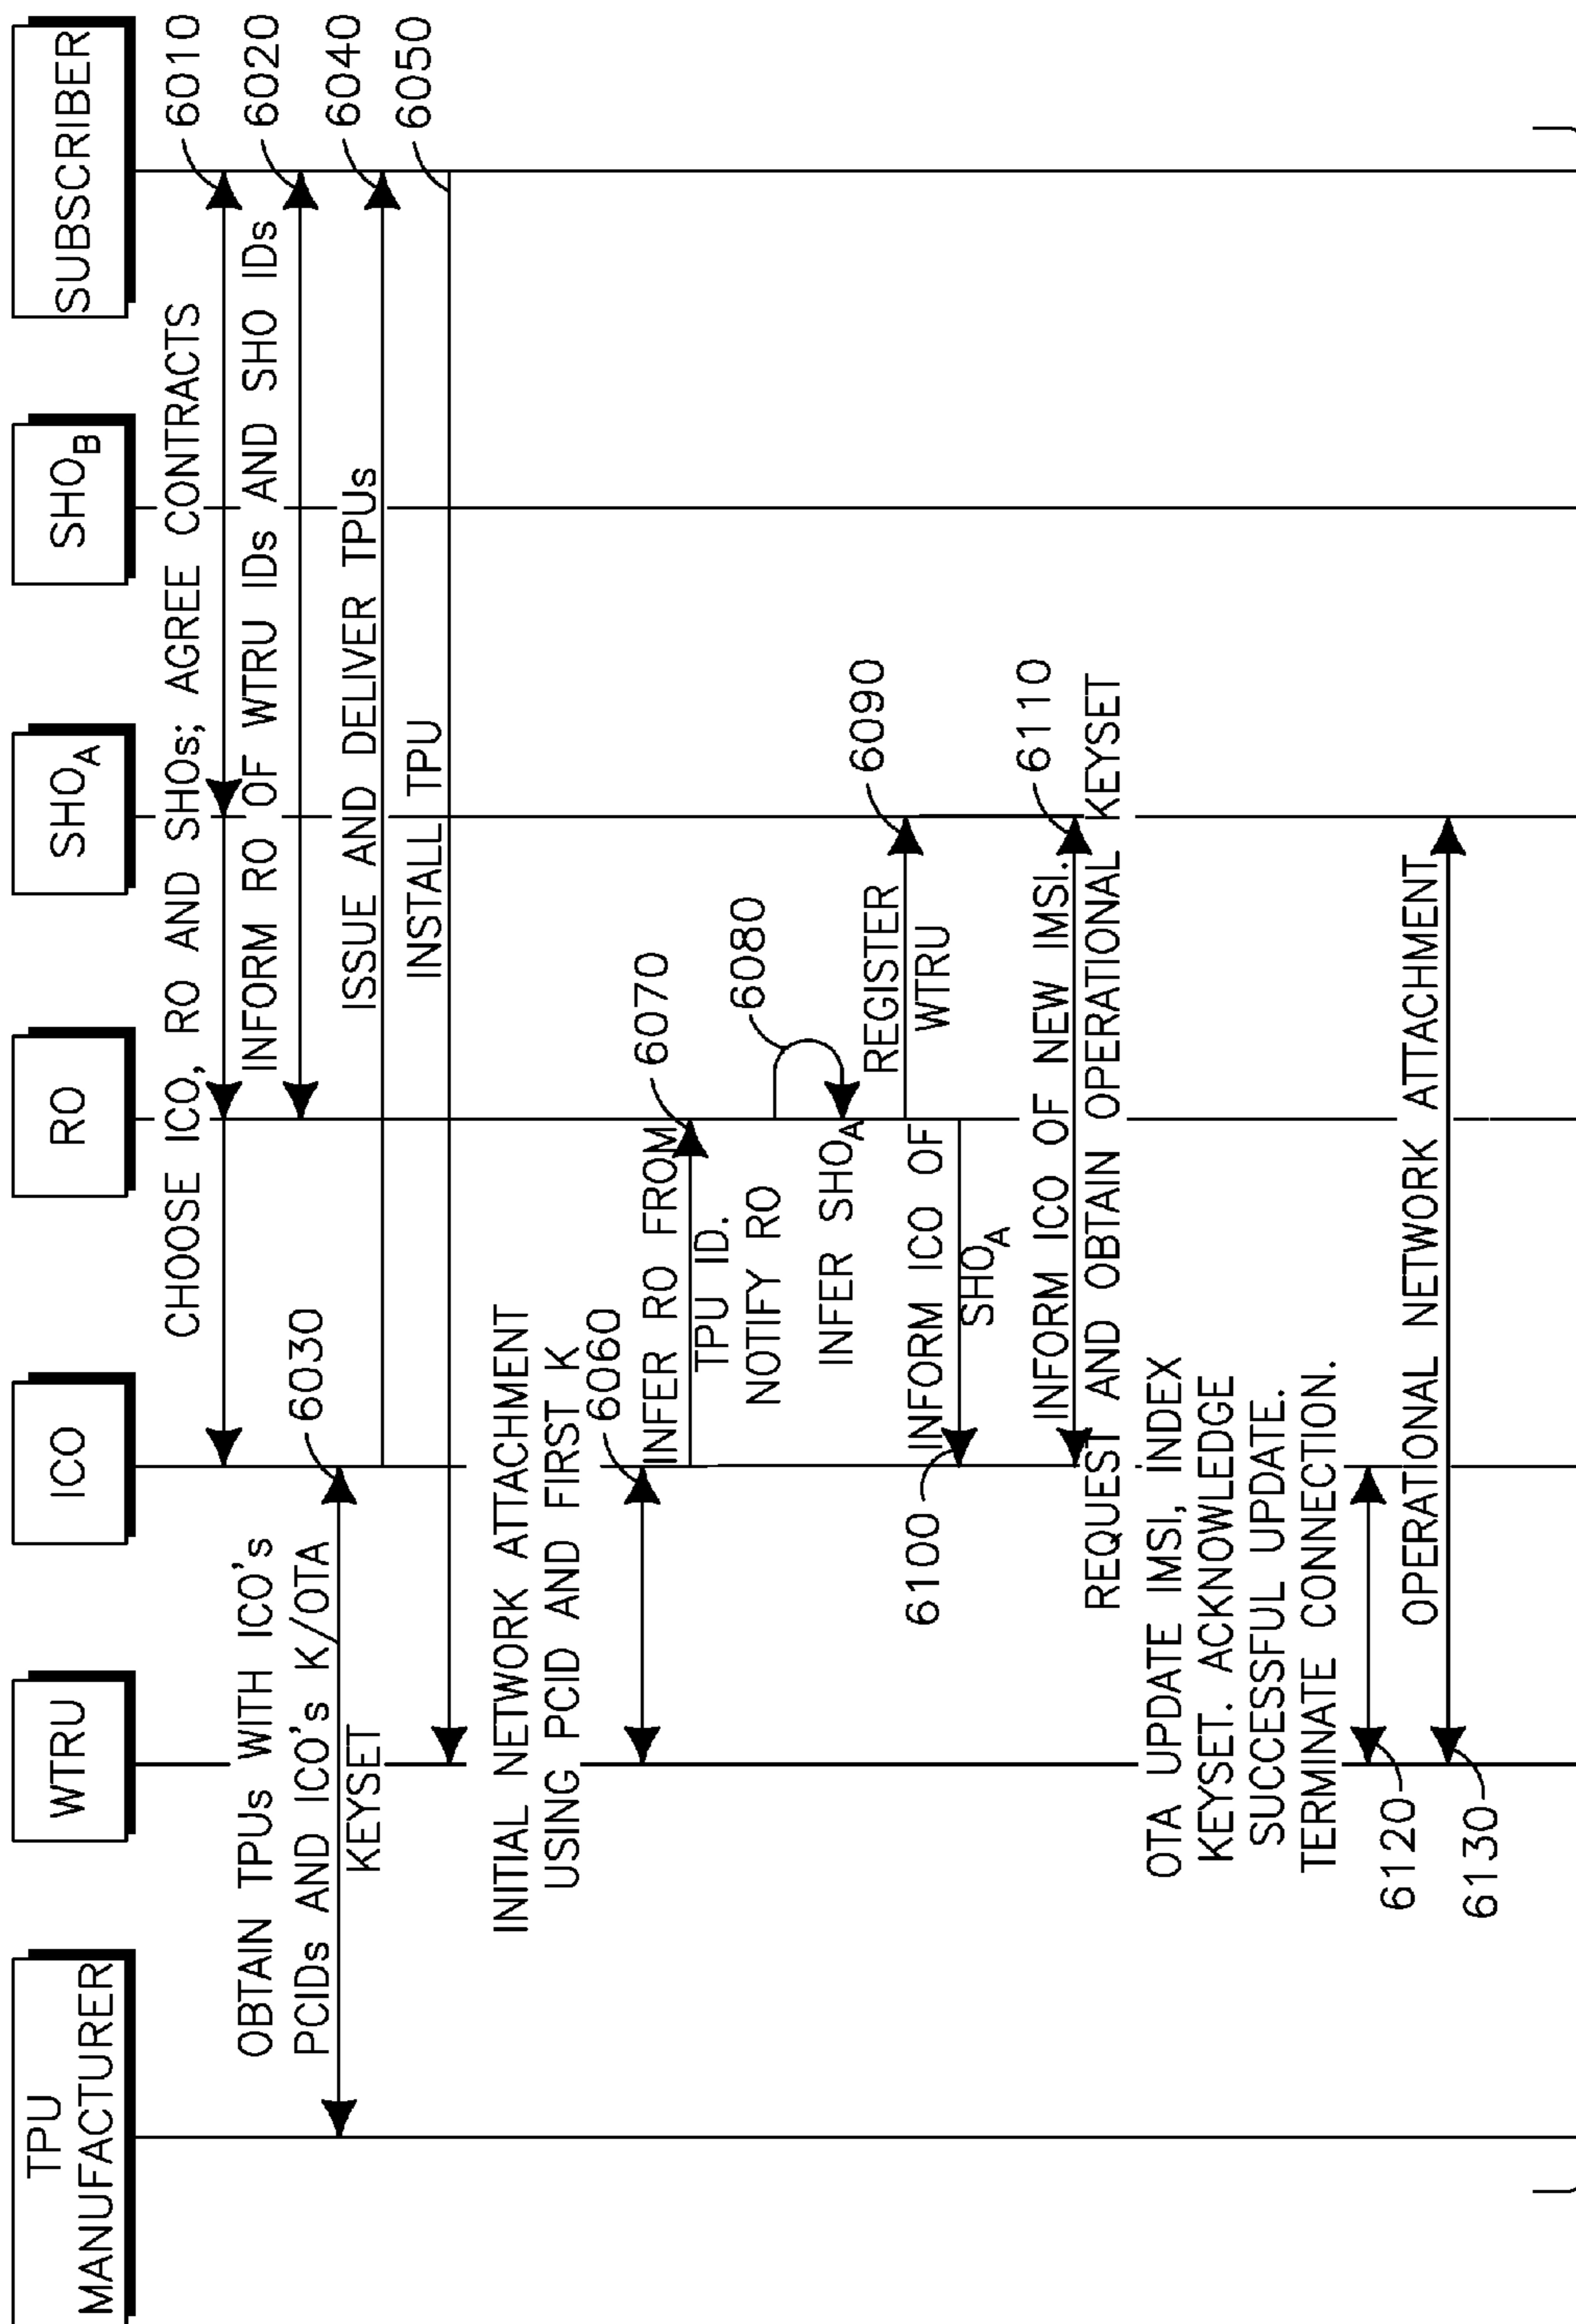 TPU
MANUFACTURER
WTRU
ICO
RO
SHOA
SHOB
SUBSCRIBER
CHOOSE ICO, RO AND SHOs; AGREE CONTRACTS
6010
INFORM RO OF WTRU IDs AND SHO IDs
6020
OBTAIN TPUs WITH ICO's
PCIDs AND ICO's K/OTA
KEYSET
6030
ISSUE AND DELIVER TPUs
6040
INSTALL TPU
6050
INITIAL NETWORK ATTACHMENT
USING PCID AND FIRST K
6060
INFER RO FROM
TPU ID.
NOTIFY RO
6070
INFER SHOA
6080
REGISTER
WTRU
6090
INFORM ICO OF
SHOA
6100
INFORM ICO OF NEW IMSI.
REQUEST AND OBTAIN OPERATIONAL KEYSET
6110
OTA UPDATE IMSI, INDEX
KEYSET. ACKNOWLEDGE
SUCCESSFUL UPDATE.
TERMINATE CONNECTION.
6120
OPERATIONAL NETWORK ATTACHMENT
6130